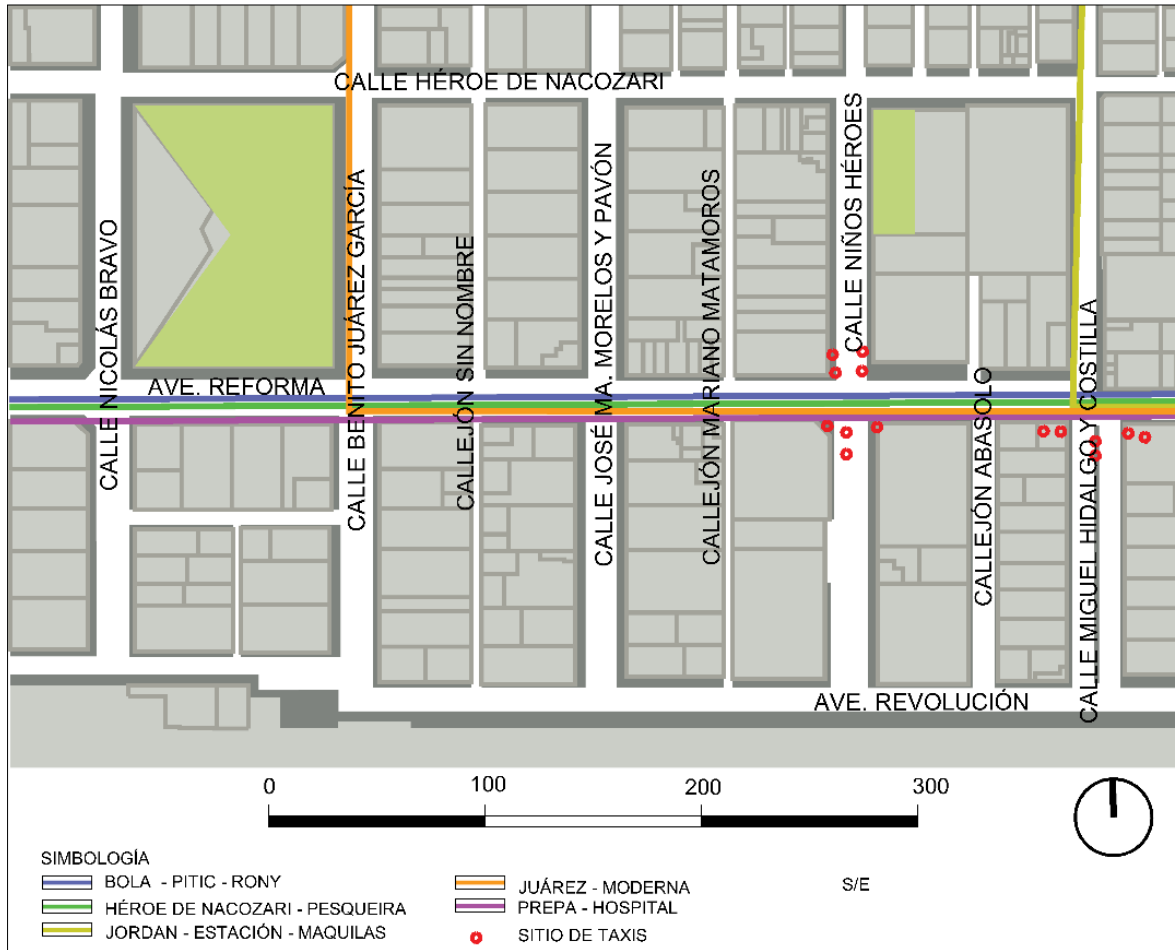 CALLE HÉROE DE NACOZARI
CALLE NICOLÁS BRAVO
CALLE BENITO JUÁREZ GARCÍA
CALLEJÓN SIN NOMBRE
CALLE JOSÉ MA. MORELOS Y PAVÓN
CALLEJÓN MARIANO MATAMOROS
CALLE NIÑOS HÉROES
AVE. REFORMA
CALLEJÓN ABASOLO
CALLE MIGUEL HIDALGO Y COSTILLA
AVE. REVOLUCIÓN
0 100 200 300
SIMBOLOGÍA
BOLA - PITIC - RONY
HÉROE DE NACOZARI - PESQUEIRA
JORDAN - ESTACIÓN - MAQUILAS
JUÁREZ - MODERNA
PREPA - HOSPITAL
SITIO DE TAXIS
S/E